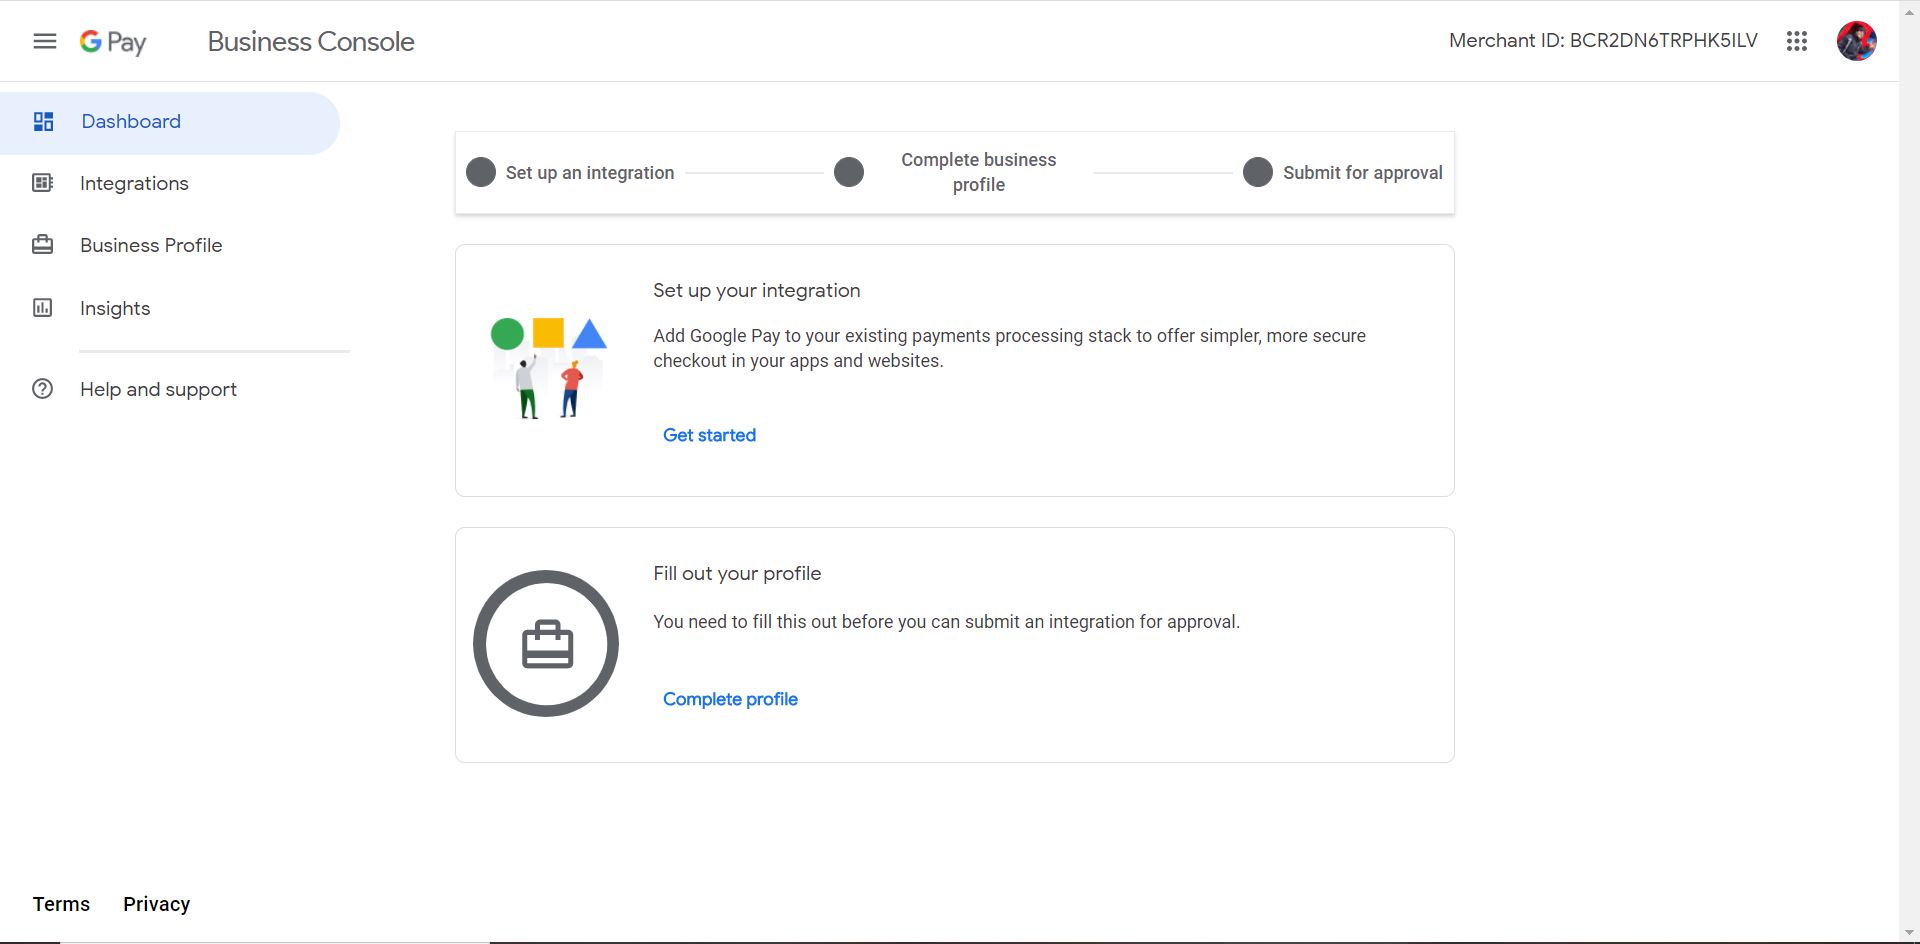 G Pay
Business Console
Merchant ID: BCR2DN6TRPHK5ILV
Dashboard
Integrations
Business Profile
Insights
Help and support
Set up an integration
Complete business
profile
Submit for approval
Set up your integration
Add Google Pay to your existing payments processing stack to offer simpler, more secure
checkout in your apps and websites.
Get started
Fill out your profile
You need to fill this out before you can submit an integration for approval.
Complete profile
Terms
Privacy